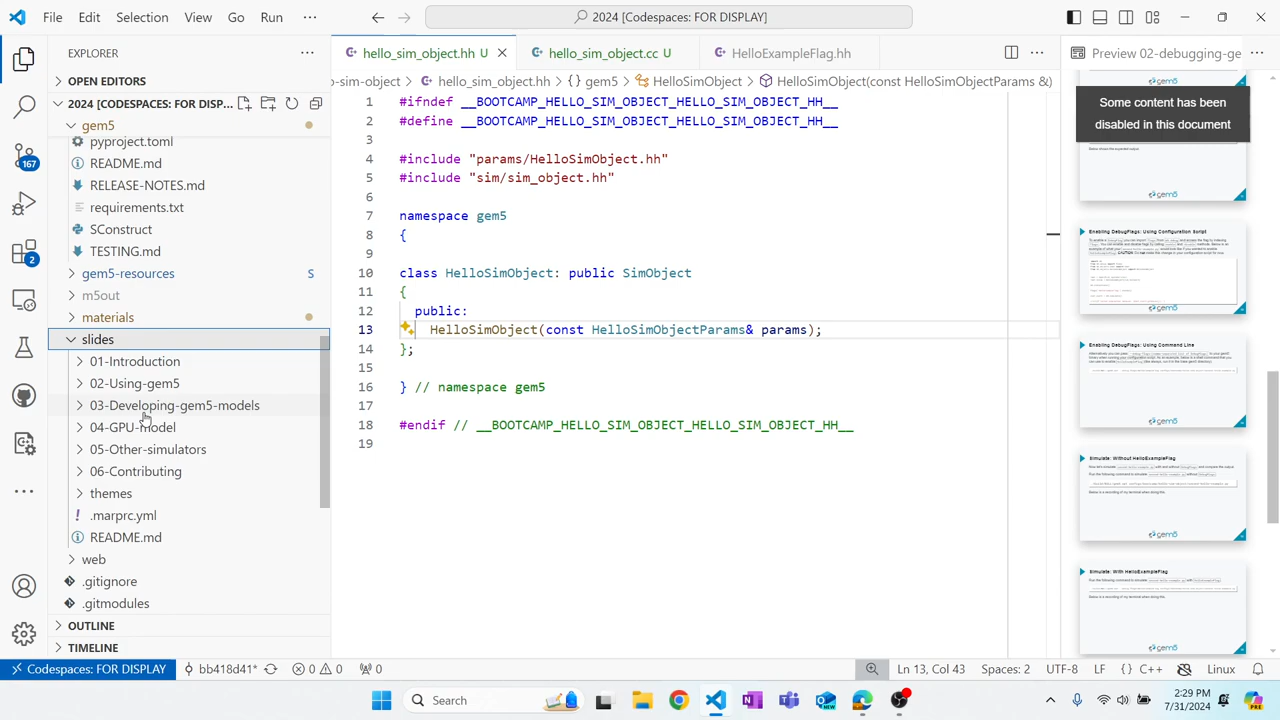 File Edit Selection View Go Run ···
2024 [Codespaces: FOR DISPLAY]
EXPLORER
OPEN EDITORS
2024 [CODESPACES: FOR DISP...
gem5
pyproject.toml
README.md
RELEASE-NOTES.md
requirements.txt
SConstruct
TESTING.md
gem5-resources S
m5out
materials
slides
01-Introduction
02-Using-gem5
03-Developing-gem5-models
04-GPU-Model
05-Other-simulators
06-Contributing
themes
.marprc.yml
README.md
web
.gitignore
.gitmodules
OUTLINE
TIMELINE
167
2
hello_sim_object.hh U
hello_sim_object.cc U
HelloExampleFlag.hh
o-sim-object > hello_sim_object.hh > {} gem5 > HelloSimObject > HelloSimObject(const HelloSimObjectParams &)
1 #ifndef __BOOTCAMP_HELLO_SIM_OBJECT_HELLO_SIM_OBJECT_HH__
2 #define __BOOTCAMP_HELLO_SIM_OBJECT_HELLO_SIM_OBJECT_HH__
3
4 #include "params/HelloSimObject.hh"
5 #include "sim/sim_object.hh"
6
7 namespace gem5
8 {
9
10 class HelloSimObject: public SimObject
11 {
12 public:
13 HelloSimObject(const HelloSimObjectParams& params);
14 };
15
16 } // namespace gem5
17
18 #endif // __BOOTCAMP_HELLO_SIM_OBJECT_HELLO_SIM_OBJECT_HH__
19
Preview 02-debugging-ge
Some content has been
disabled in this document
gem5
Enabling DebugFlags: Using Configuration Script
gem5
Enabling DebugFlags: Using Command Line
gem5
Simulate: Without HelloExampleFlag
gem5
Simulate: With HelloExampleFlag
gem5
Codespaces: FOR DISPLAY
bb418d41*
0 0
0
Ln 13, Col 43
Spaces: 2
UTF-8
LF
{} C++
Linux
Search
2:29 PM
7/31/2024